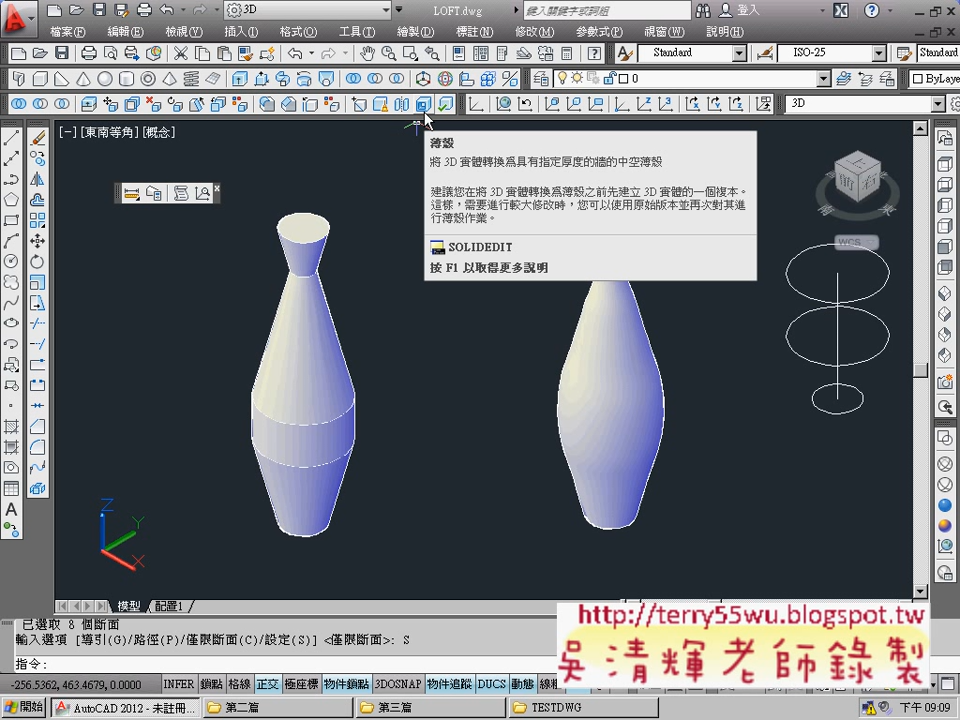 3D
LOFT.dwg
鍵入關鍵字或詞組
登入
檔案(F)
編輯(E)
檢視(V)
插入(I)
格式(O)
工具(T)
繪製(D)
標註(N)
修改(M)
參數式(P)
視窗(W)
說明(H)
Standard
ISO-25
Standard
0
ByLaye
3D
[-][東南等角][概念]
薄殼
將 3D 實體轉換為具有指定厚度的牆的中空薄殼
建議您在將 3D 實體轉換為薄殼之前先建立 3D 實體的一個複本。
這樣，需要進行較大修改時，您可以使用原始版本並再次對其進
行薄殼作業。
SOLIDEDIT
按 F1 以取得更多說明
WCS
Z
Y
X
模型
配置1
已選取 8 個斷面
輸入選項 [導引(G)/路徑(P)/僅限斷面(C)/設定(S)] <僅限斷面>: S
指令:
http://terry55wu.blogspot.tw
吳清輝老師錄製
-256.5362, 463.4679, 0.0000
INFER
鎖點
格線
正交
極座標
物件鎖點
3DOSNAP
物件追蹤
DUCS
動態
線粗
開始
AutoCAD 2012 - 未註冊...
第二篇
第三篇
TESTDWG
下午 09:09